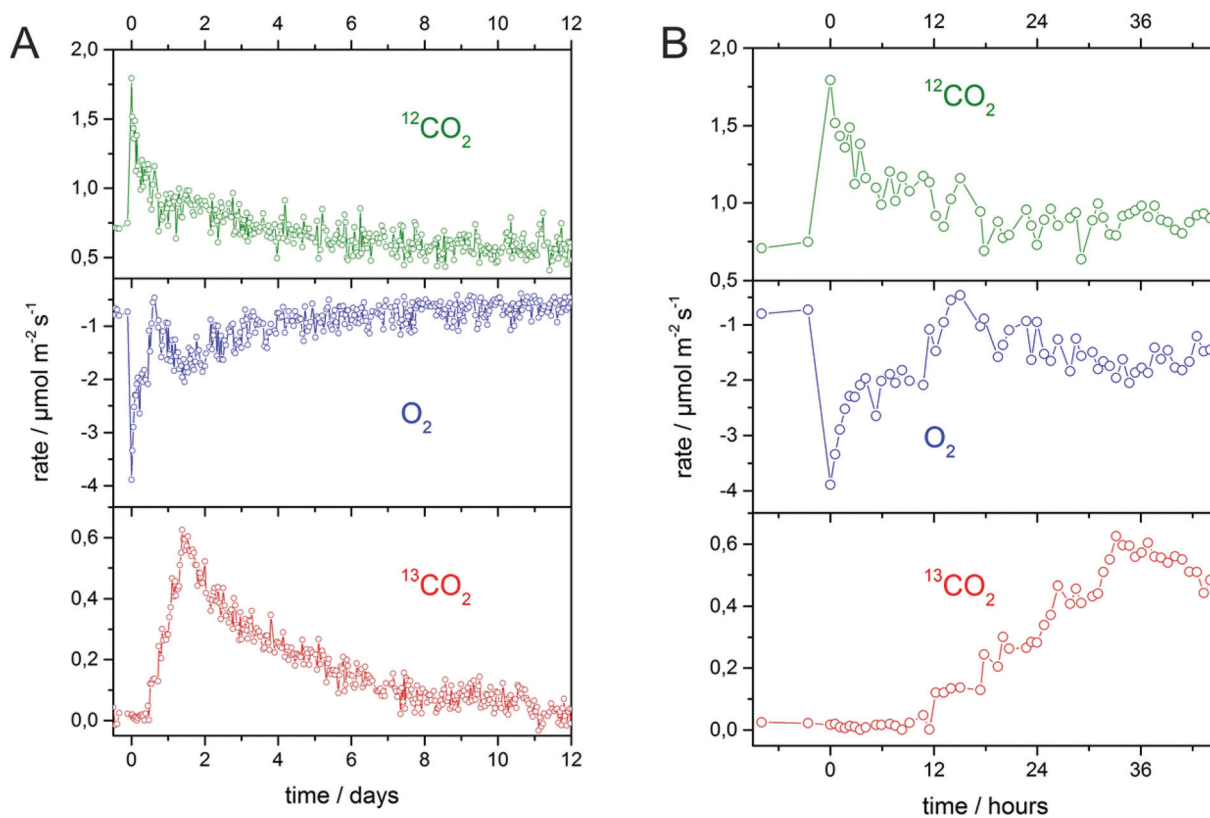 A
0 2 4 6 8 10 12
2,0
1,5
1,0
0,5
¹²CO₂
-1
-2
-3
-4
O₂
rate / µmol m⁻² s⁻¹
0,6
0,4
0,2
0,0
¹³CO₂
0 2 4 6 8 10 12
time / days
B
0 12 24 36
2,0
1,5
1,0
0,5
¹²CO₂
-1
-2
-3
-4
O₂
rate / µmol m⁻² s⁻¹
0,6
0,4
0,2
0,0
¹³CO₂
0 12 24 36
time / hours